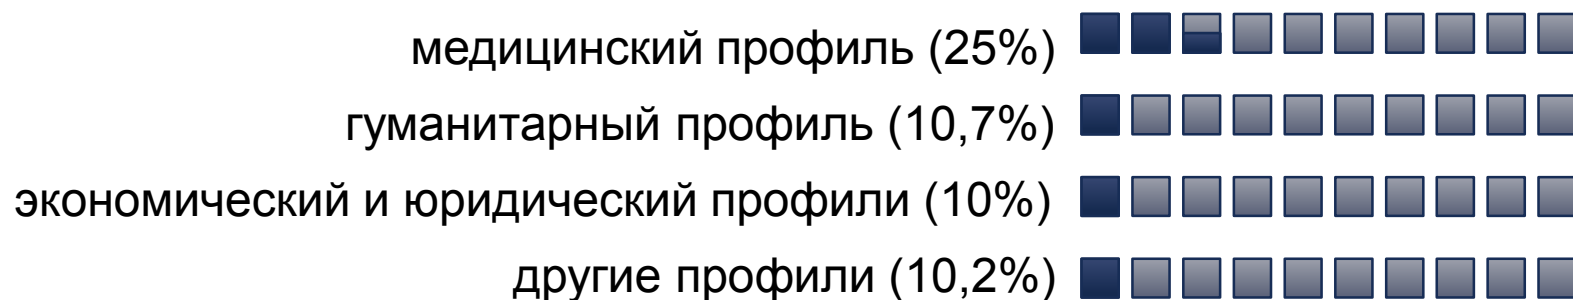 медицинский профиль (25%)
гуманитарный профиль (10,7%)
экономический и юридический профили (10%)
другие профили (10,2%)